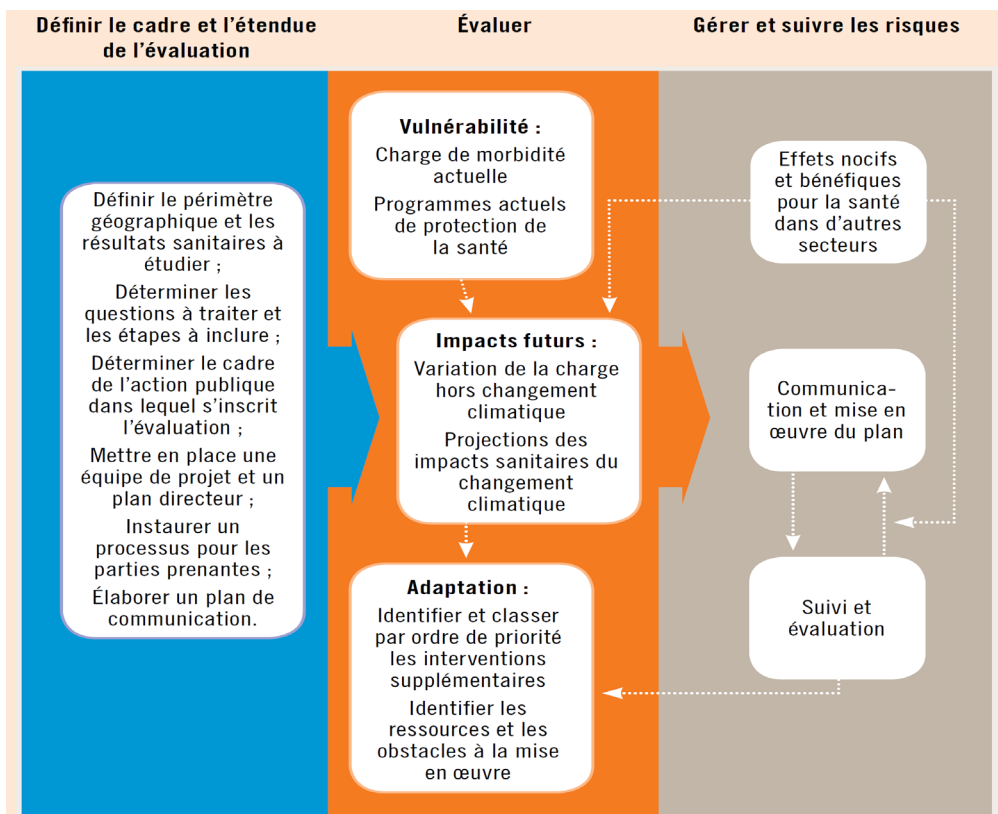 Définir le cadre et l'étendue
de l'évaluation
Évaluer
Gérer et suivre les risques
Définir le périmètre
géographique et les
résultats sanitaires à
étudier ;
Déterminer les
questions à traiter et
les étapes à inclure ;
Déterminer le cadre
de l'action publique
dans lequel s'inscrit
l'évaluation ;
Mettre en place une
équipe de projet et un
plan directeur ;
Instaurer un
processus pour les
parties prenantes ;
Élaborer un plan de
communication.
Vulnérabilité :
Charge de morbidité
actuelle
Programmes actuels
de protection de
la santé
Impacts futurs :
Variation de la charge
hors changement
climatique
Projections des
impacts sanitaires du
changement
climatique
Adaptation :
Identifier et classer
par ordre de priorité
les interventions
supplémentaires
Identifier les
ressources et les
obstacles à la mise
en œuvre
Effets nocifs
et bénéfiques
pour la santé
dans d'autres
secteurs
Communica-
tion et mise en
œuvre du plan
Suivi et
évaluation